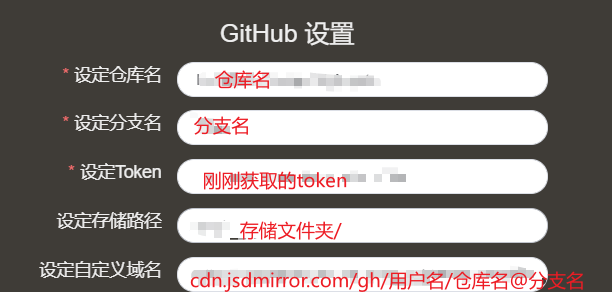 GitHub 设置
* 设定仓库名 仓库名
* 设定分支名 分支名
* 设定Token 刚刚获取的token
设定存储路径 _存储文件夹/
设定自定义域名 cdn.jsdmirror.com/gh/用户名/仓库名@分支名